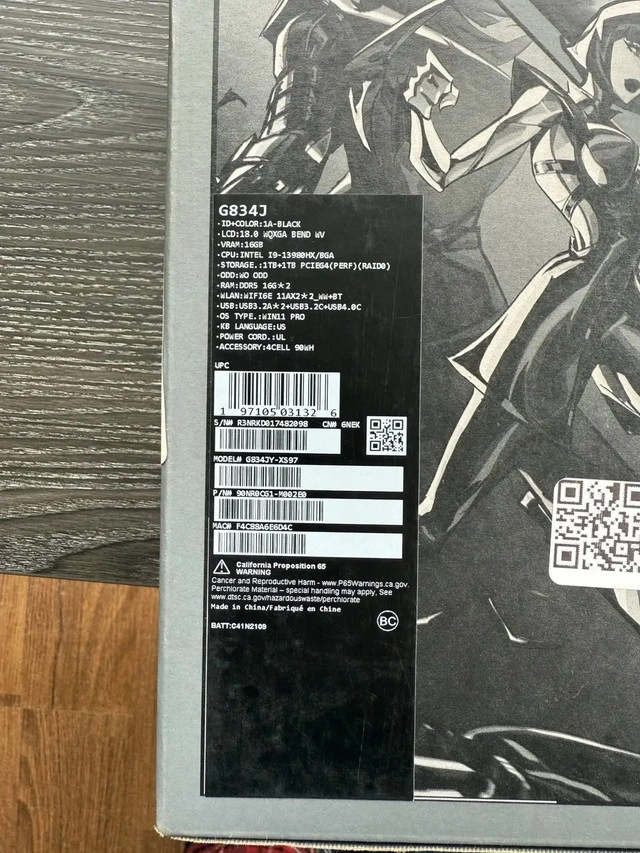 G834J
·ID+COLOR:1A-BLACK
·LCD:18.0 WQXGA BEND WV
·VRAM:16GB
·CPU:INTEL I9-13980HX/BGA
·STORAGE.:1TB+1TB PCIEG4(PERF)(RAID0)
·ODD:WO ODD
·RAM:DDR5 16G*2
·WLAN:WIFI6E 11AX2*2_WW+BT
·USB:USB3.2A*2+USB3.2C+USB4.0C
·OS TYPE.:WIN11 PRO
·KB LANGUAGE:US
·POWER CORD.:UL
·ACCESSORY:4CELL 90WH
UPC
1 97105 03132 6
S/N# R3NRKD017482098 CN# 6NEK
MODEL# G834JY-XS97
P/N# 90NR0CG1-M002E0
MAC# F4C88A6E6D4C
California Proposition 65
WARNING
Cancer and Reproductive Harm - www.P65Warnings.ca.gov.
Perchlorate Material – special handling may apply, See
www.dtsc.ca.gov/hazardouswaste/perchlorate
Made in China/Fabriqué en Chine
BC
BATT:C41N2109